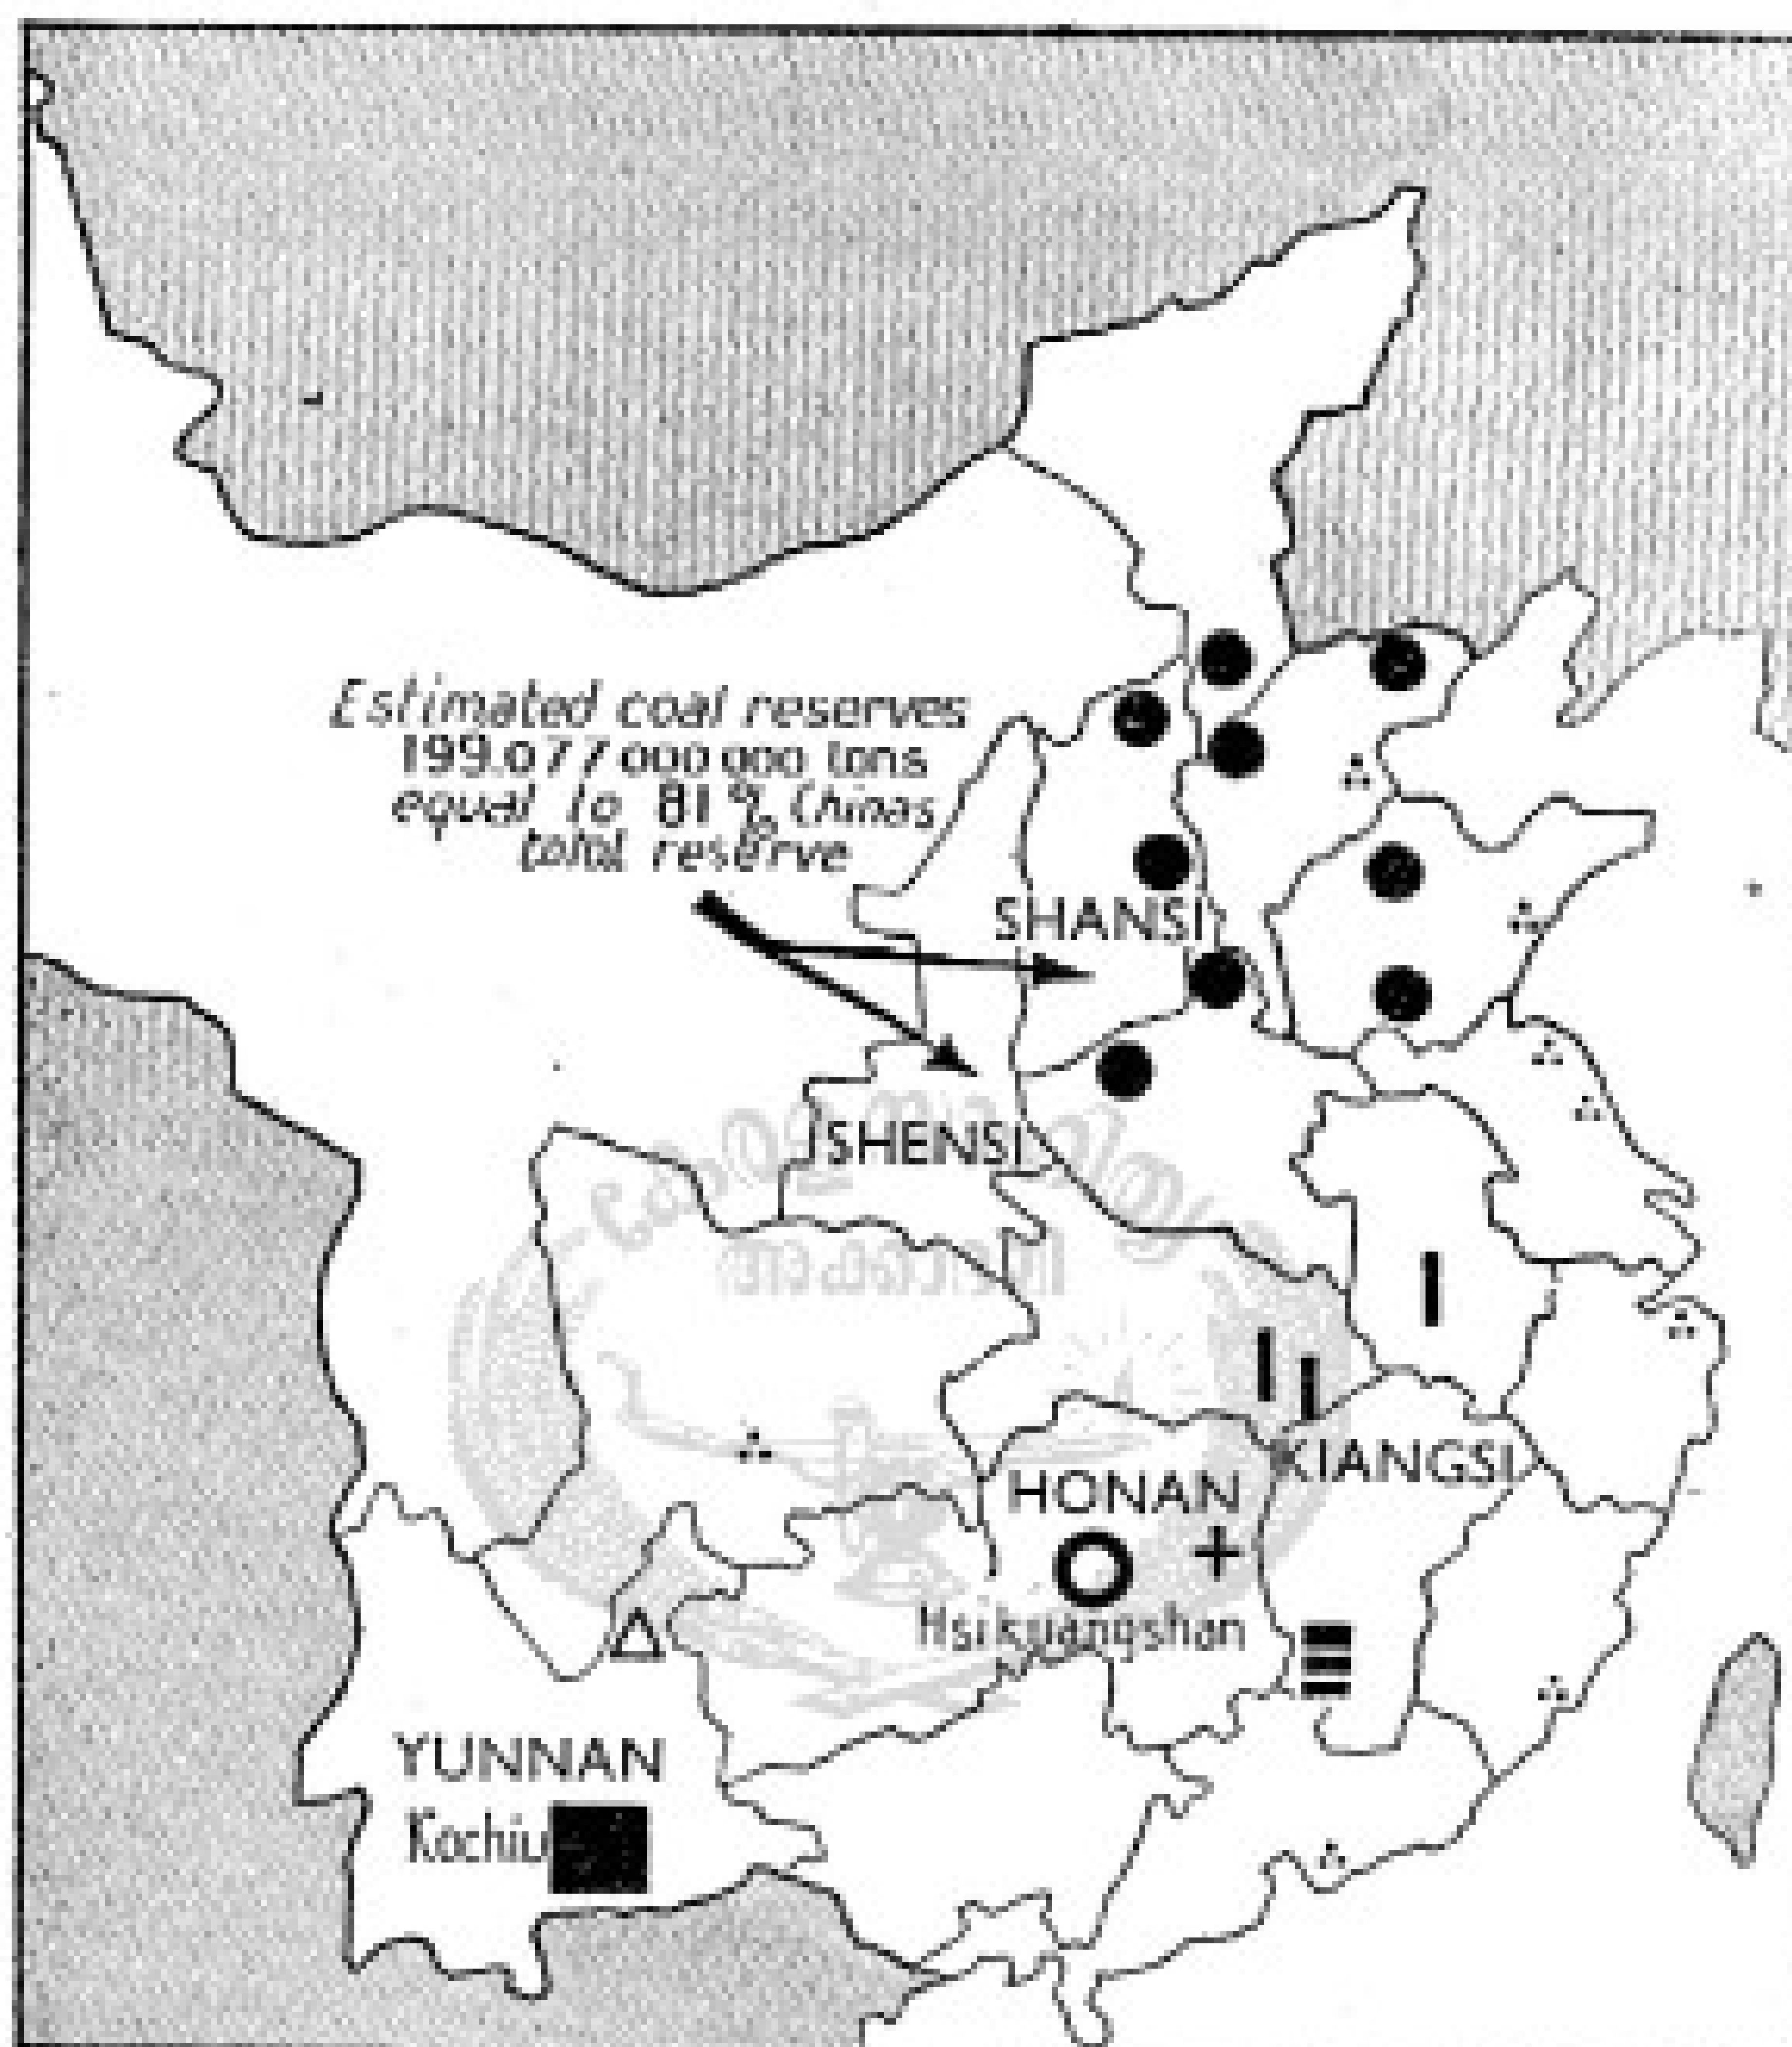 Estimated coal reserves
199.077 000 000 tons
equal to 81 % Chinas
total reserve
SHANSI
SHENSI
KIANGSI
HONAN
Hsikuangshan
YUNNAN
Kochiu